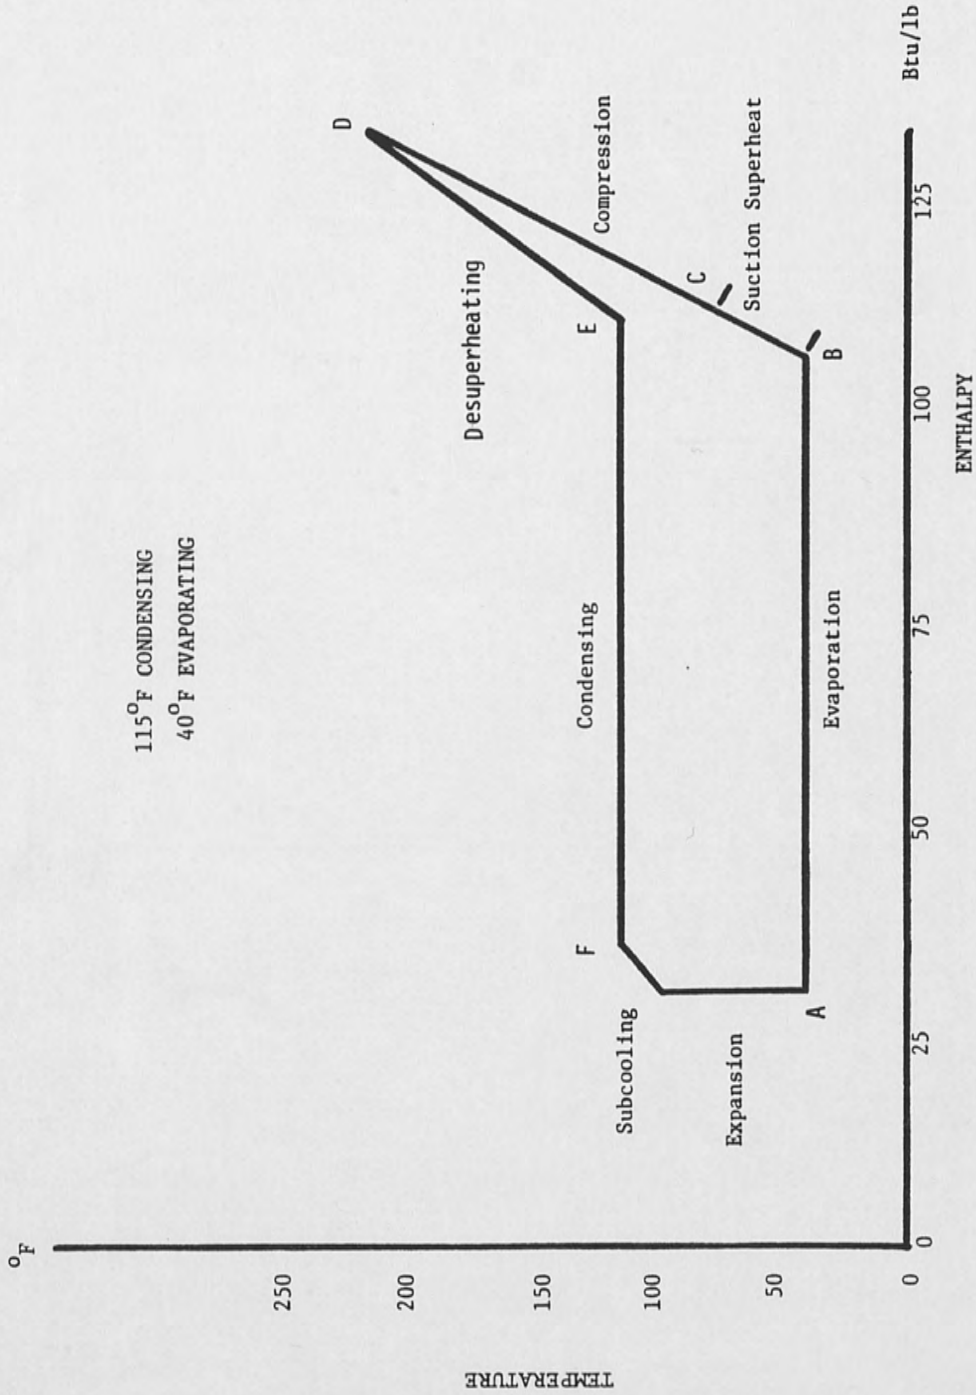 115°F CONDENSING
40°F EVAPORATING
°F
TEMPERATURE
250
200
150
100
50
0
D
Desuperheating
Compression
E
C
Suction Superheat
B
Condensing
F
Subcooling
Expansion
A
Evaporation
0
25
50
75
100
125
Btu/lb
ENTHALPY